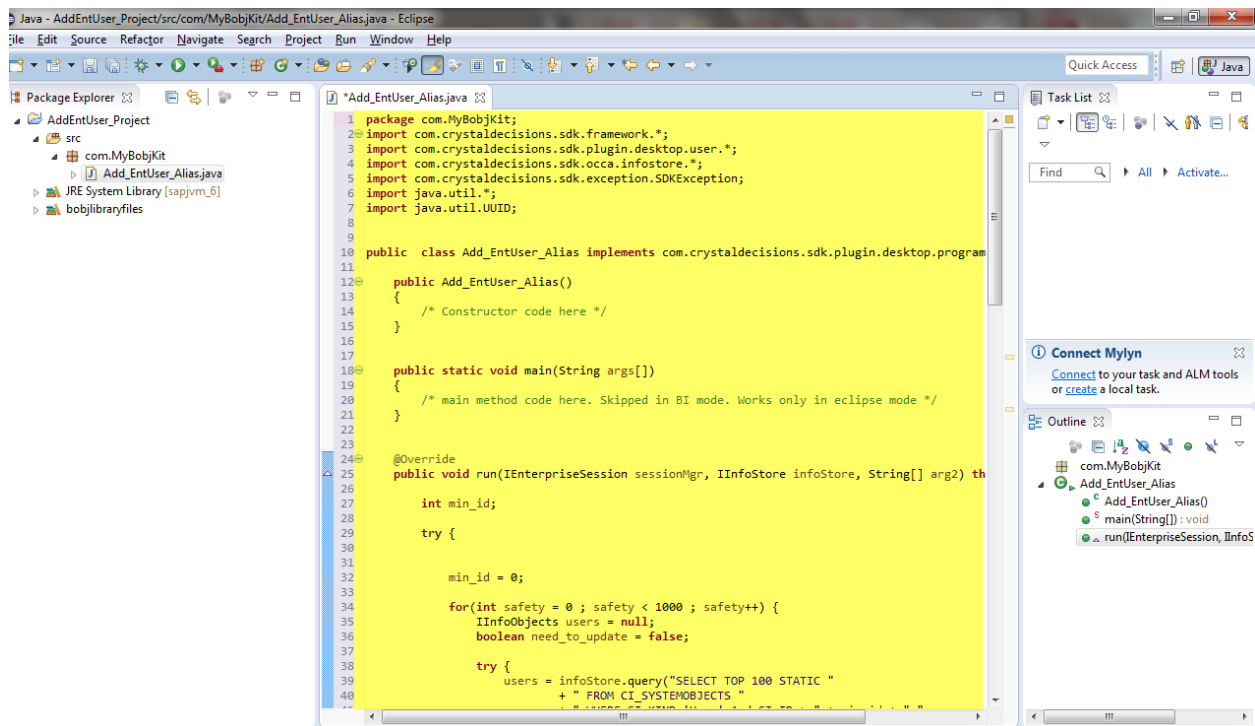 Java - AddEntUser_Project/src/com/MyBobjKit/Add_EntUser_Alias.java - Eclipse
File Edit Source Refactor Navigate Search Project Run Window Help
Quick Access
Java
Package Explorer
AddEntUser_Project
src
com.MyBobjKit
Add_EntUser_Alias.java
JRE System Library [sapjvm_6]
bobjlibraryfiles
*Add_EntUser_Alias.java
1 package com.MyBobjKit;
2 import com.crystaldecisions.sdk.framework.*;
3 import com.crystaldecisions.sdk.plugin.desktop.user.*;
4 import com.crystaldecisions.sdk.occa.infostore.*;
5 import com.crystaldecisions.sdk.exception.SDKException;
6 import java.util.*;
7 import java.util.UUID;
8
9
10 public  class Add_EntUser_Alias implements com.crystaldecisions.sdk.plugin.desktop.program
11
12     public Add_EntUser_Alias()
13     {
14         /* Constructor code here */
15     }
16
17
18     public static void main(String args[])
19     {
20         /* main method code here. Skipped in BI mode. Works only in eclipse mode */
21     }
22
23
24     @Override
25     public void run(IEnterpriseSession sessionMgr, IInfoStore infoStore, String[] arg2) th
26
27         int min_id;
28
29         try {
30
31
32             min_id = 0;
33
34             for(int safety = 0 ; safety < 1000 ; safety++) {
35                 IInfoObjects users = null;
36                 boolean need_to_update = false;
37
38                 try {
39                     users = infoStore.query("SELECT TOP 100 STATIC "
40                             + " FROM CI_SYSTEMOBJECTS "
Task List
Find All Activate...
Connect Mylyn
Connect to your task and ALM tools
or create a local task.
Outline
com.MyBobjKit
Add_EntUser_Alias
Add_EntUser_Alias()
main(String[]) : void
run(IEnterpriseSession, IInfoS